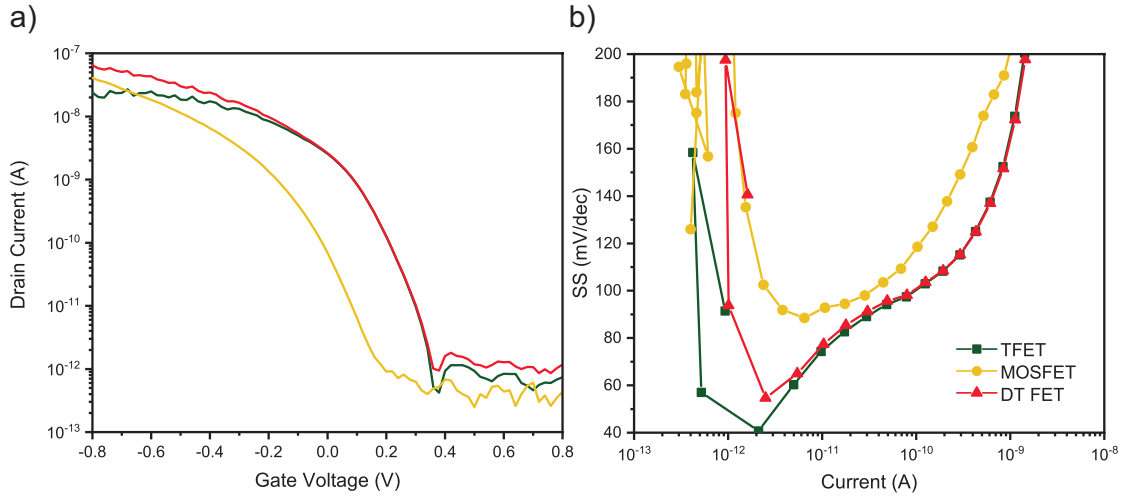 a)
10⁻⁷
10⁻⁸
10⁻⁹
10⁻¹⁰
10⁻¹¹
10⁻¹²
10⁻¹³
Drain Current (A)
-0.8 -0.6 -0.4 -0.2 0.0 0.2 0.4 0.6 0.8
Gate Voltage (V)
b)
200
180
160
140
120
100
80
60
40
SS (mV/dec)
TFET
MOSFET
DT FET
10⁻¹³ 10⁻¹² 10⁻¹¹ 10⁻¹⁰ 10⁻⁹ 10⁻⁸
Current (A)